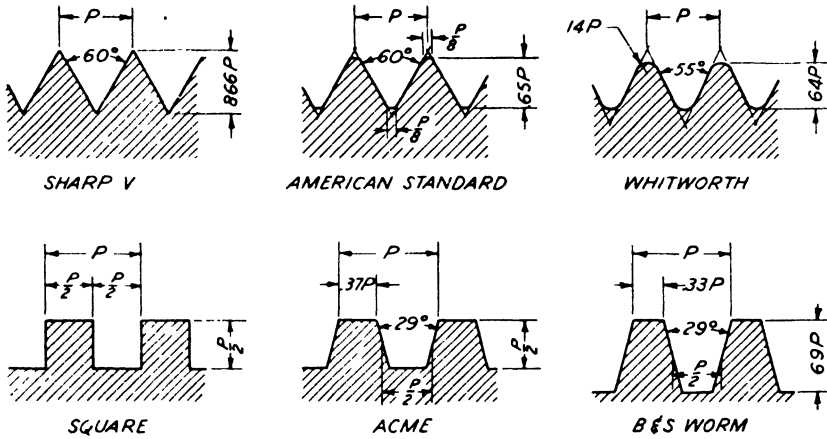 P
60°
866P
SHARP V
P
P/8
60°
.65P
P/8
AMERICAN STANDARD
P
.14P
55°
.64P
WHITWORTH
P
P/2 P/2
P/2
SQUARE
P
.37P
29°
P/2
P/2
ACME
P
.33P
29°
P/2
.69P
B & S WORM